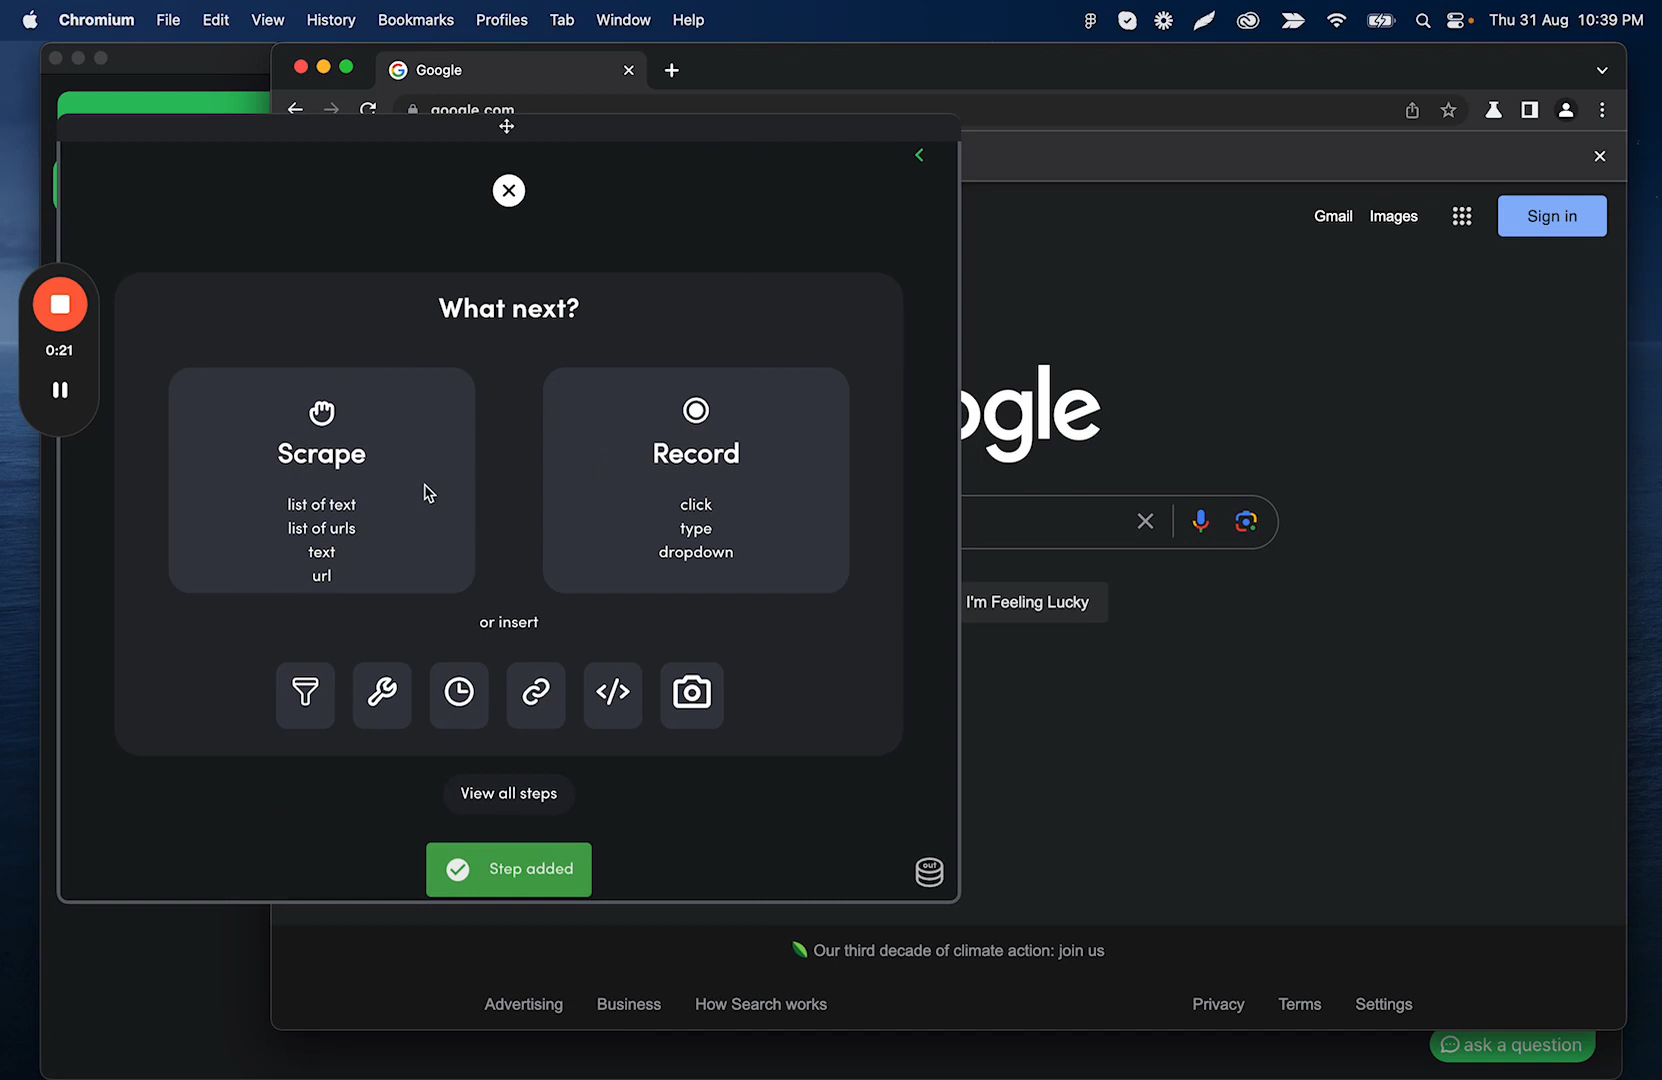 Chromium File Edit View History Bookmarks Profiles Tab Window Help Thu 31 Aug 10:39 PM
Google
google.com
Gmail Images Sign in
What next?
0:21
Scrape
list of text
list of urls
text
url
Record
click
type
dropdown
ogle
I'm Feeling Lucky
or insert
View all steps
Step added
OUT
Our third decade of climate action: join us
Advertising Business How Search works Privacy Terms Settings
ask a question